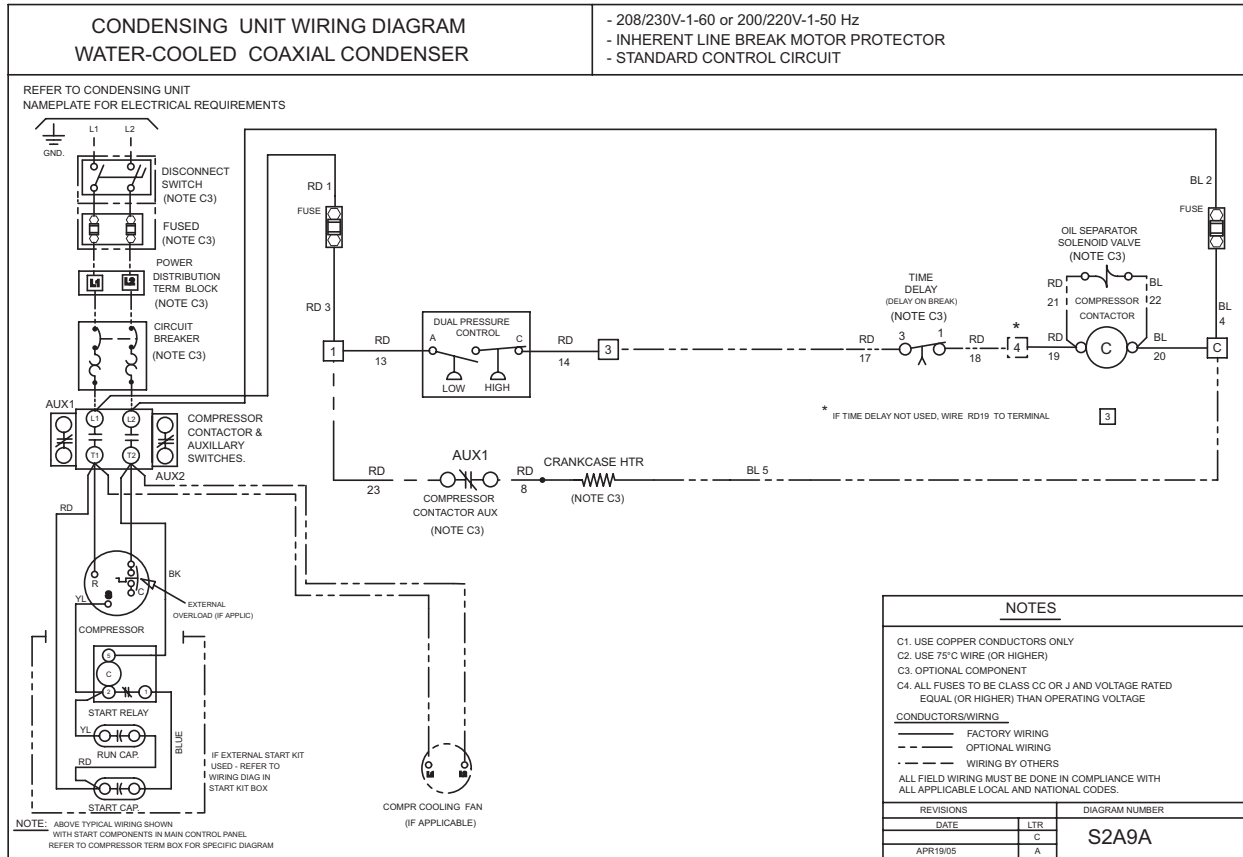 CONDENSING UNIT WIRING DIAGRAM
WATER-COOLED COAXIAL CONDENSER
- 208/230V-1-60 or 200/220V-1-50 Hz
- INHERENT LINE BREAK MOTOR PROTECTOR
- STANDARD CONTROL CIRCUIT
REFER TO CONDENSING UNIT
NAMEPLATE FOR ELECTRICAL REQUIREMENTS
L1 L2
GND.
DISCONNECT
SWITCH
(NOTE C3)
FUSED
(NOTE C3)
POWER
DISTRIBUTION
TERM BLOCK
(NOTE C3)
L1 L2
CIRCUIT
BREAKER
(NOTE C3)
AUX1
L1 L2
T1 T2
COMPRESSOR
CONTACTOR &
AUXILLARY
SWITCHES.
AUX2
RD 1
FUSE
RD 3
1
RD
13
DUAL PRESSURE
CONTROL
A C
LOW HIGH
RD
14
3
TIME
DELAY
(DELAY ON BREAK)
(NOTE C3)
RD
17
3 1
RD
18
*
4
RD
19
OIL SEPARATOR
SOLENOID VALVE
(NOTE C3)
RD
21
BL
22
COMPRESSOR
CONTACTOR
C
BL
20
BL 2
FUSE
BL
4
C
* IF TIME DELAY NOT USED, WIRE RD19 TO TERMINAL 3
RD
23
AUX1
COMPRESSOR
CONTACTOR AUX
(NOTE C3)
RD
8
CRANKCASE HTR
(NOTE C3)
BL 5
RD
BK
R
S
C
YL
EXTERNAL
OVERLOAD (IF APPLIC)
COMPRESSOR
5
C
2 1
START RELAY
YL
RUN CAP.
RD
BLUE
START CAP.
IF EXTERNAL START KIT
USED - REFER TO
WIRING DIAG IN
START KIT BOX
NOTE: ABOVE TYPICAL WIRING SHOWN
WITH START COMPONENTS IN MAIN CONTROL PANEL
REFER TO COMPRESSOR TERM BOX FOR SPECIFIC DIAGRAM
L1 L2
COMPR COOLING FAN
(IF APPLICABLE)
NOTES
C1. USE COPPER CONDUCTORS ONLY
C2. USE 75°C WIRE (OR HIGHER)
C3. OPTIONAL COMPONENT
C4. ALL FUSES TO BE CLASS CC OR J AND VOLTAGE RATED
EQUAL (OR HIGHER) THAN OPERATING VOLTAGE
CONDUCTORS/WIRNG
FACTORY WIRING
OPTIONAL WIRING
WIRING BY OTHERS
ALL FIELD WIRING MUST BE DONE IN COMPLIANCE WITH
ALL APPLICABLE LOCAL AND NATIONAL CODES.
REVISIONS
DIAGRAM NUMBER
DATE LTR
C
APR19/05 A
S2A9A